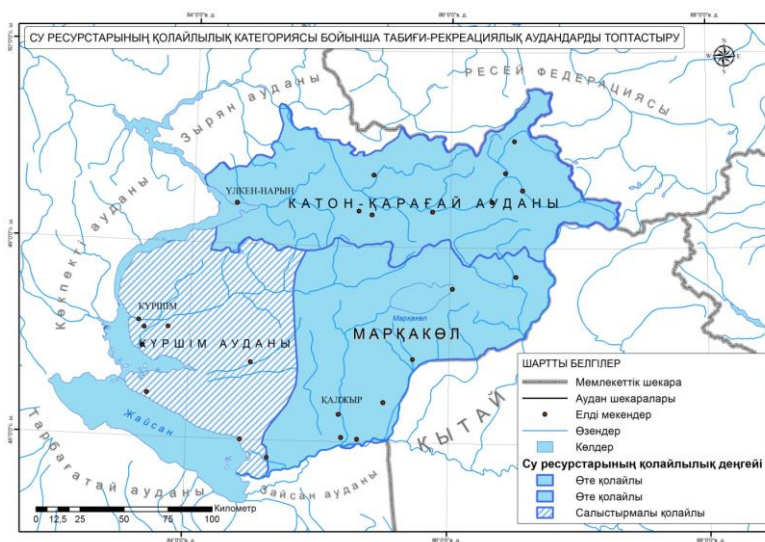 СУ РЕСУРСТАРЫНЫҢ ҚОЛАЙЛЫЛЫҚ КАТЕГОРИЯСЫ БОЙЫНША ТАБИҒИ-РЕКРЕАЦИЯЛЫҚ АУДАНДАРДЫ ТОПТАСТЫРУ
РЕСЕЙ ФЕДЕРАЦИЯСЫ
Зырян ауданы
ҮЛКЕН-НАРЫН
КАТОН-ҚАРАҒАЙ АУДАНЫ
Көкпекті ауданы
КҮРШІМ
КҮРШІМ АУДАНЫ
Марқакөл
МАРҚАКӨЛ
ҚАЛЖЫР
Жайсан
ҚЫТАЙ
Тарбағатай ауданы
Зайсан ауданы
ШАРТТЫ БЕЛГІЛЕР
Мемлекеттік шекара
Аудан шекаралары
Елді мекендер
Өзендер
Көлдер
Су ресурстарының қолайлылық деңгейі
Өте қолайлы
Өте қолайлы
Салыстырмалы қолайлы
0 12,5 25 50 75 100
Километр